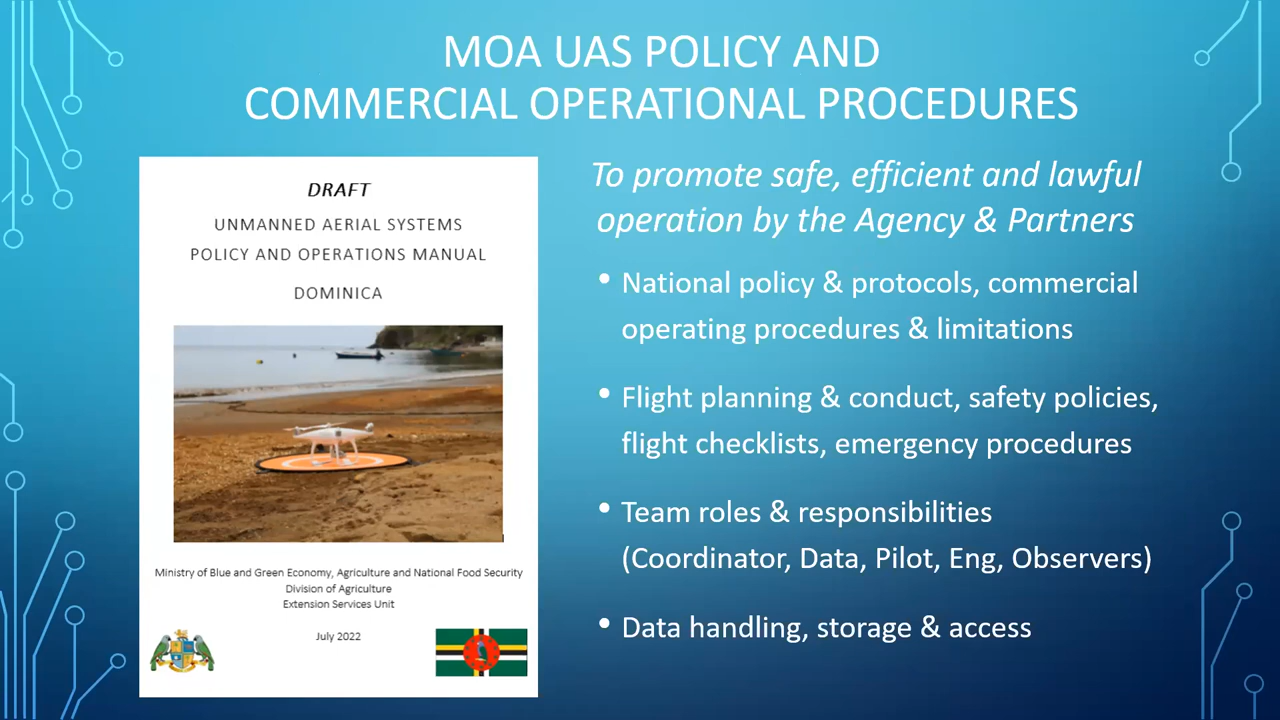 MOA UAS POLICY AND
COMMERCIAL OPERATIONAL PROCEDURES
DRAFT
UNMANNED AERIAL SYSTEMS
POLICY AND OPERATIONS MANUAL
DOMINICA
Ministry of Blue and Green Economy, Agriculture and National Food Security
Division of Agriculture
Extension Services Unit
July 2022
To promote safe, efficient and lawful
operation by the Agency & Partners
• National policy & protocols, commercial
operating procedures & limitations
• Flight planning & conduct, safety policies,
flight checklists, emergency procedures
• Team roles & responsibilities
(Coordinator, Data, Pilot, Eng, Observers)
• Data handling, storage & access